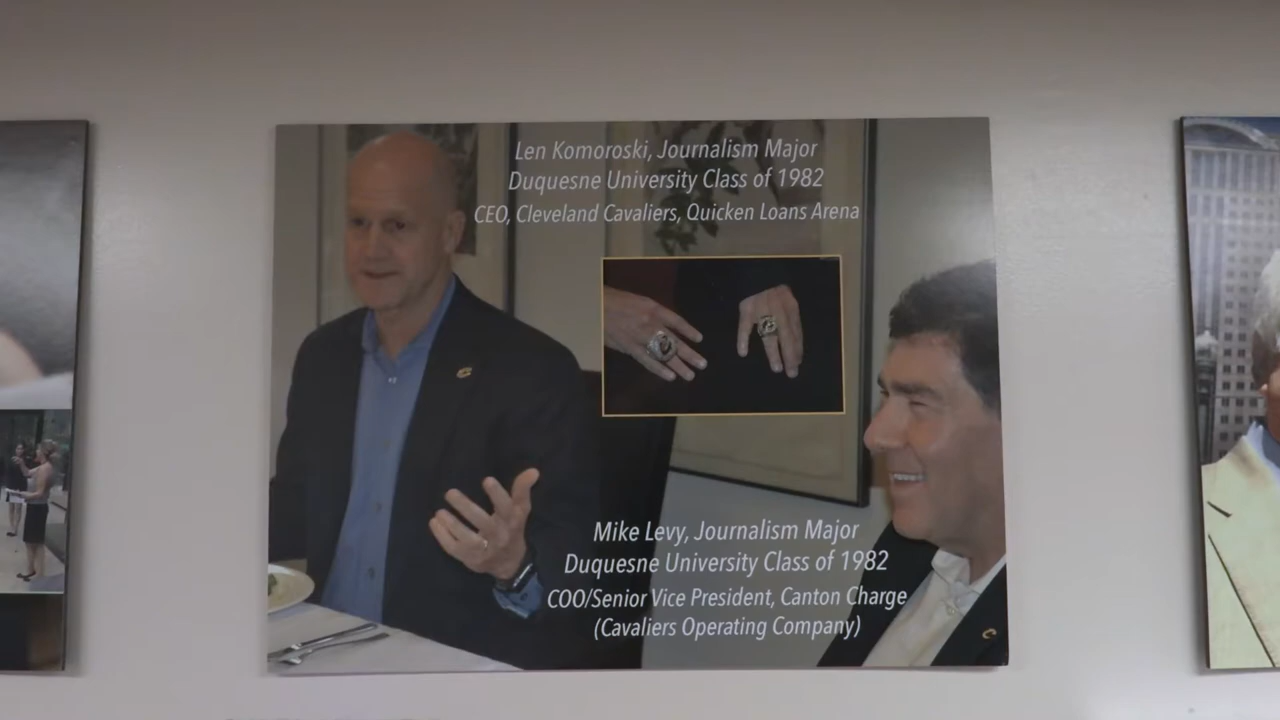 Len Komoroski, Journalism Major
Duquesne University Class of 1982
CEO, Cleveland Cavaliers, Quicken Loans Arena
Mike Levy, Journalism Major
Duquesne University Class of 1982
COO/Senior Vice President, Canton Charge
(Cavaliers Operating Company)